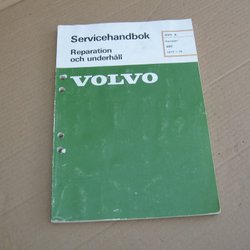 Servicehandbok
Reparation
och underhåll
VOLVO